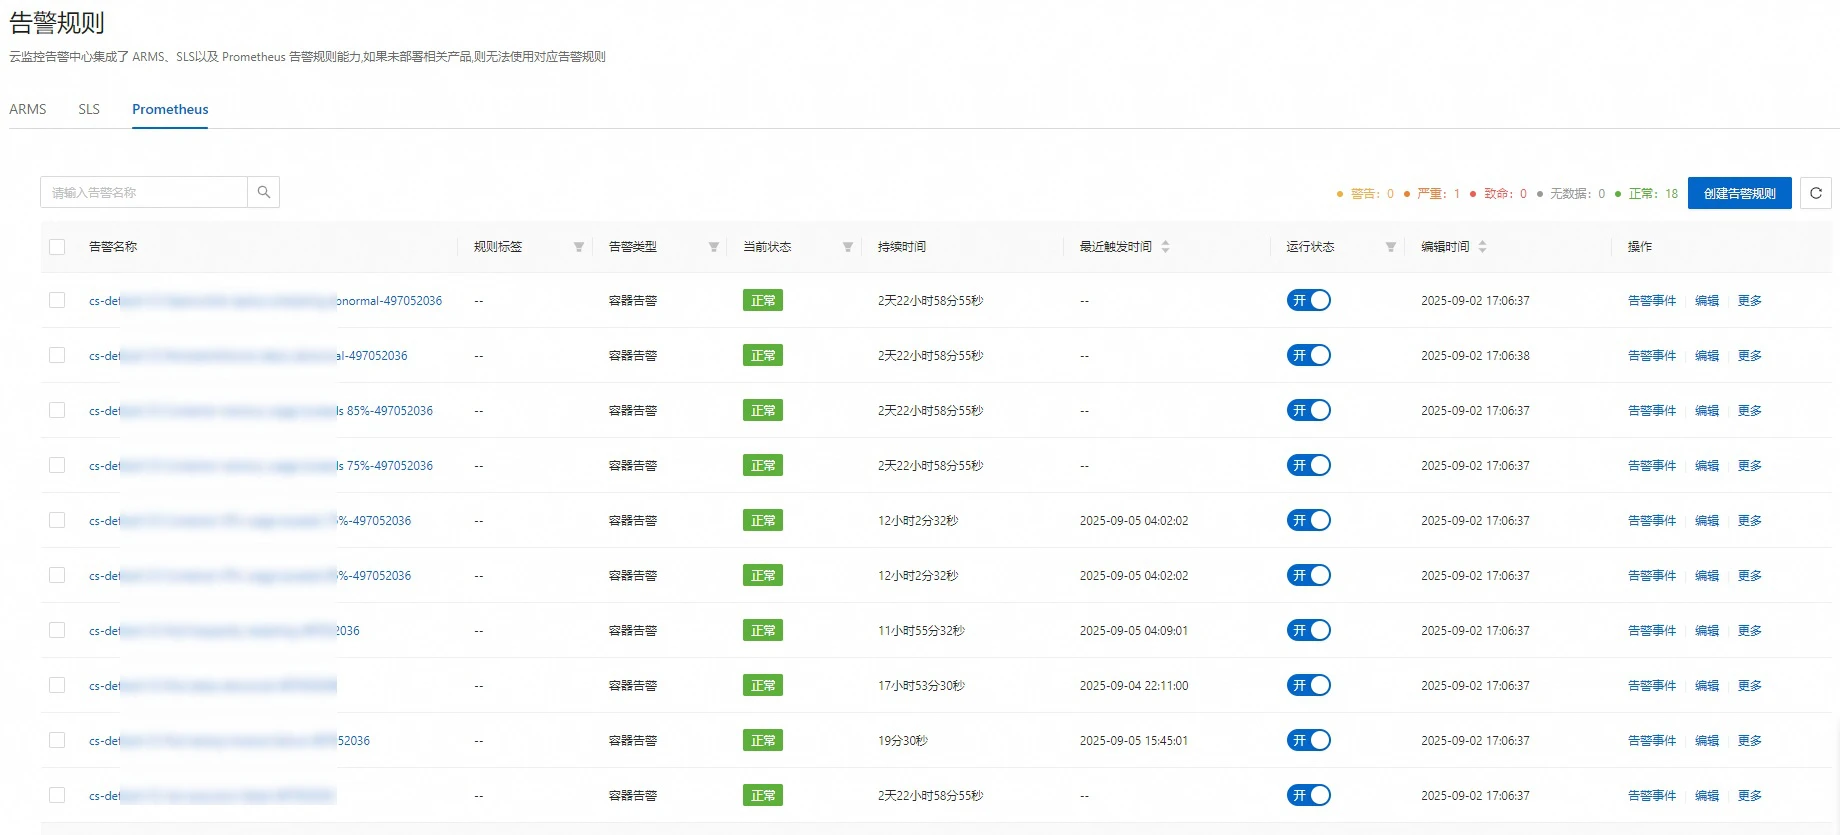 告警规则
云监控告警中心集成了 ARMS、SLS以及 Prometheus 告警规则能力,如果未部署相关产品,则无法使用对应告警规则
ARMS SLS Prometheus
请输入告警名称 警告: 0 严重: 1 致命: 0 无数据: 0 正常: 18 创建告警规则
告警名称 规则标签 告警类型 当前状态 持续时间 最近触发时间 运行状态 编辑时间 操作
cs-def bnormal-497052036 -- 容器告警 正常 2天22小时58分55秒 -- 开 2025-09-02 17:06:37 告警事件 编辑 更多
cs-def al-497052036 -- 容器告警 正常 2天22小时58分55秒 -- 开 2025-09-02 17:06:38 告警事件 编辑 更多
cs-def ds 85%-497052036 -- 容器告警 正常 2天22小时58分55秒 -- 开 2025-09-02 17:06:37 告警事件 编辑 更多
cs-def ds 75%-497052036 -- 容器告警 正常 2天22小时58分55秒 -- 开 2025-09-02 17:06:37 告警事件 编辑 更多
cs-def %-497052036 -- 容器告警 正常 12小时2分32秒 2025-09-05 04:02:02 开 2025-09-02 17:06:37 告警事件 编辑 更多
cs-def %-497052036 -- 容器告警 正常 12小时2分32秒 2025-09-05 04:02:02 开 2025-09-02 17:06:37 告警事件 编辑 更多
cs-def 2036 -- 容器告警 正常 11小时55分32秒 2025-09-05 04:09:01 开 2025-09-02 17:06:37 告警事件 编辑 更多
cs-def -- 容器告警 正常 17小时53分30秒 2025-09-04 22:11:00 开 2025-09-02 17:06:37 告警事件 编辑 更多
cs-def 52036 -- 容器告警 正常 19分30秒 2025-09-05 15:45:01 开 2025-09-02 17:06:37 告警事件 编辑 更多
cs-def -- 容器告警 正常 2天22小时58分55秒 -- 开 2025-09-02 17:06:37 告警事件 编辑 更多